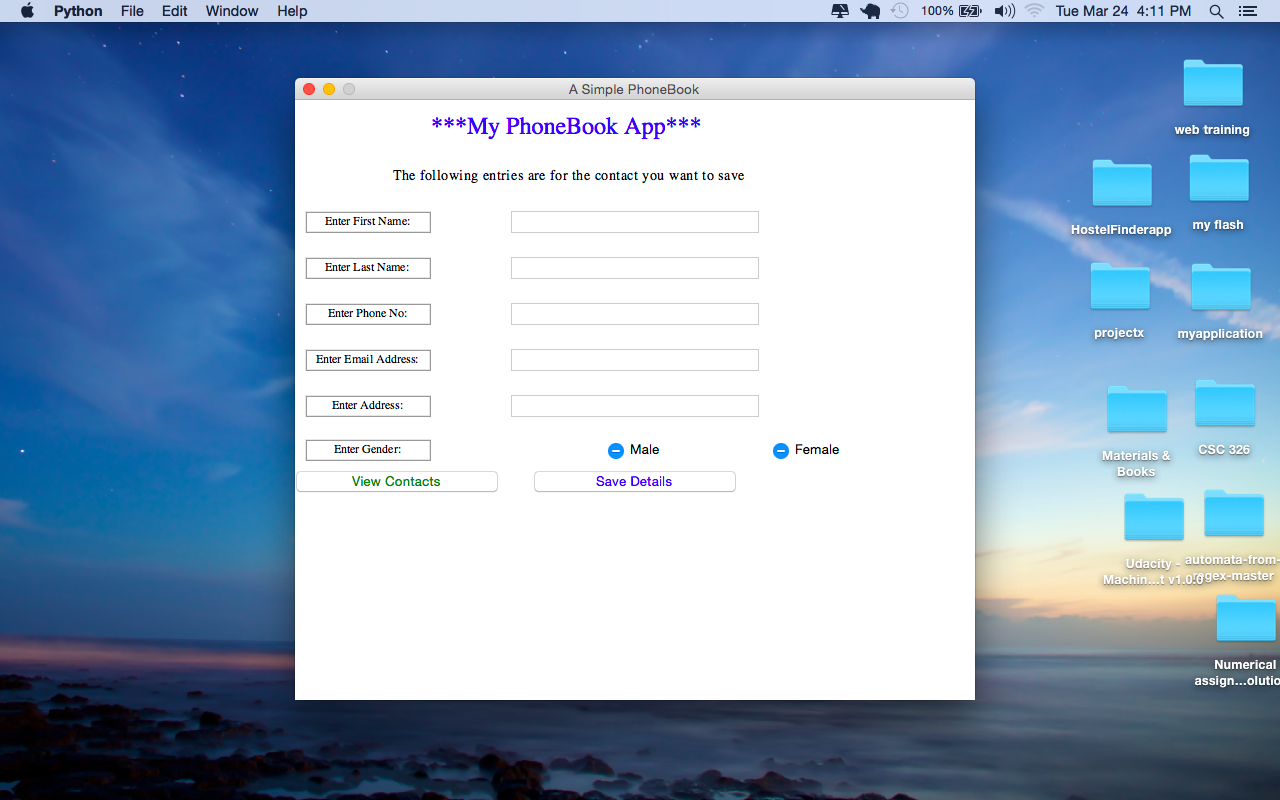 Python File Edit Window Help 100% Tue Mar 24 4:11 PM
A Simple PhoneBook
***My PhoneBook App***
The following entries are for the contact you want to save
Enter First Name:
Enter Last Name:
Enter Phone No:
Enter Email Address:
Enter Address:
Enter Gender: Male Female
View Contacts Save Details
web training
HostelFinderapp
my flash
projectx
myapplication
Materials &
Books
CSC 326
Udacity -
Machin...t v1.0.0
automata-from-
regex-master
Numerical
assign...olutio